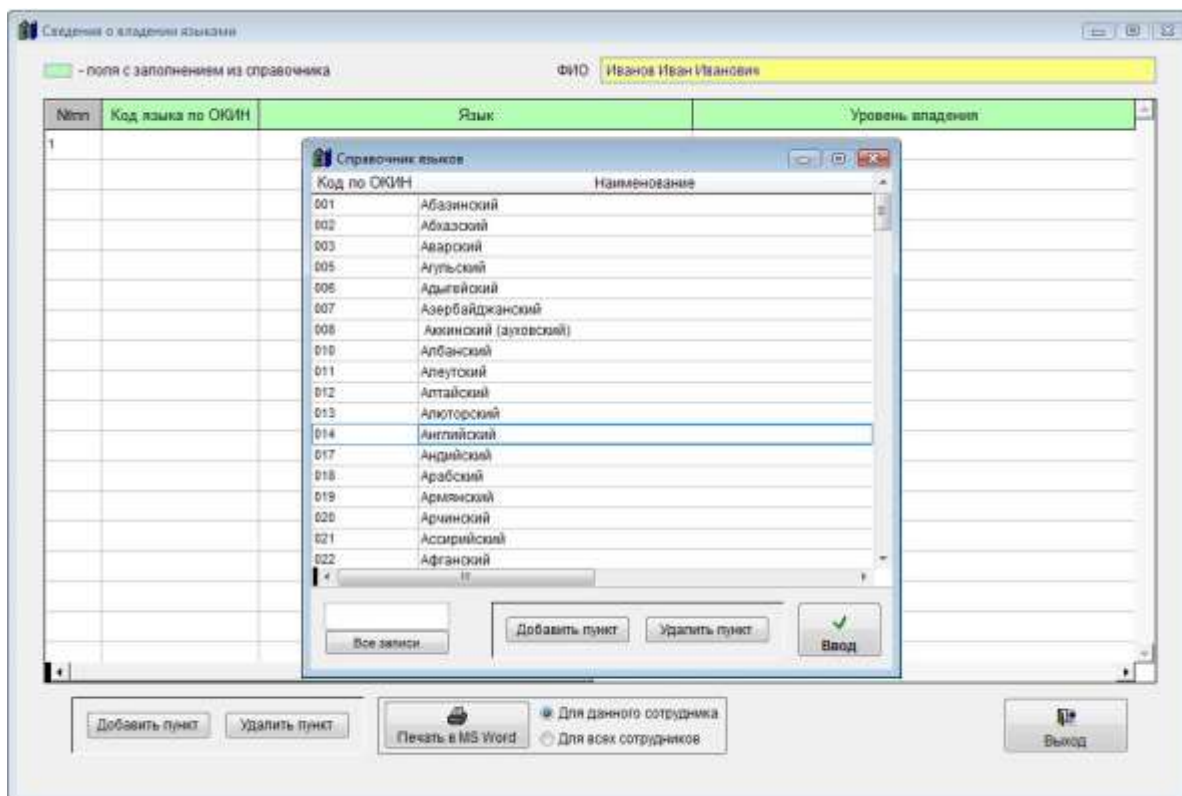 Сведения о владении языками
- поля с заполнением из справочника ФИО Иванов Иван Иванович
№пп Код языка по ОКИН Язык Уровень владения
1
Справочник языков
Код по ОКИН Наименование
001 Абазинский
002 Абхазский
003 Аварский
005 Агульский
006 Адыгейский
007 Азербайджанский
008 Аккинский (ауховский)
010 Албанский
011 Алеутский
012 Алтайский
013 Алюторский
014 Английский
017 Андийский
018 Арабский
019 Армянский
020 Арчинский
021 Ассирийский
022 Афганский
Все записи Добавить пункт Удалить пункт Ввод
Добавить пункт Удалить пункт Печать в MS Word
Для данного сотрудника
Для всех сотрудников
Выход